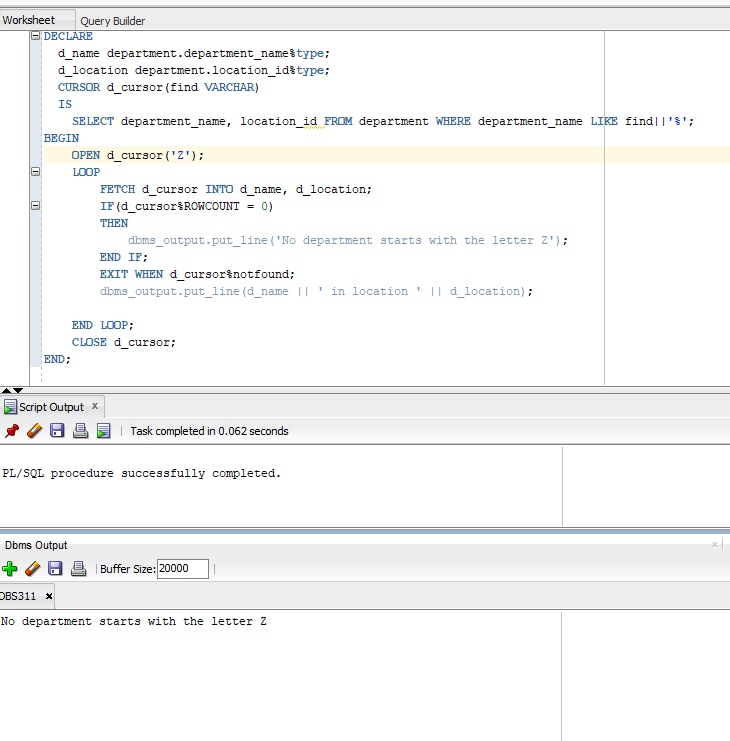 Worksheet Query Builder
DECLARE
d_name department.department_name%type;
d_location department.location_id%type;
CURSOR d_cursor(find VARCHAR)
IS
SELECT department_name, location_id FROM department WHERE department_name LIKE find||'%';
BEGIN
OPEN d_cursor('Z');
LOOP
FETCH d_cursor INTO d_name, d_location;
IF(d_cursor%ROWCOUNT = 0)
THEN
dbms_output.put_line('No department starts with the letter Z');
END IF;
EXIT WHEN d_cursor%notfound;
dbms_output.put_line(d_name || ' in location ' || d_location);
END LOOP;
CLOSE d_cursor;
END;
Script Output x
Task completed in 0.062 seconds
PL/SQL procedure successfully completed.
Dbms Output
Buffer Size: 20000
DBS311
No department starts with the letter Z